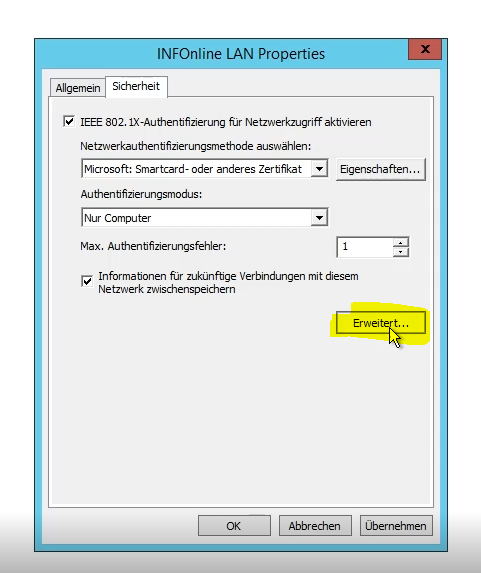 INFOnline LAN Properties
x
Allgemein
Sicherheit
IEEE 802.1X-Authentifizierung für Netzwerkzugriff aktivieren
Netzwerkauthentifizierungsmethode auswählen:
Microsoft: Smartcard- oder anderes Zertifikat
Eigenschaften...
Authentifizierungsmodus:
Nur Computer
Max. Authentifizierungsfehler:
1
Informationen für zukünftige Verbindungen mit diesem
Netzwerk zwischenspeichern
Erweitert...
OK
Abbrechen
Übernehmen